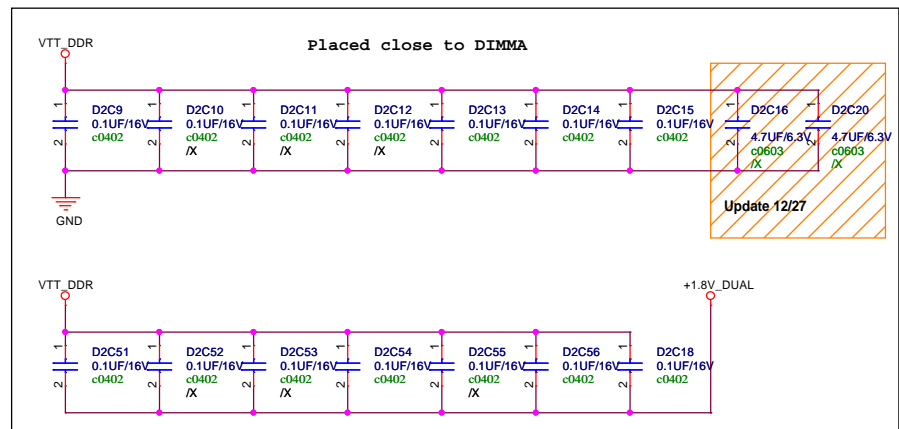 Placed close to DIMMA
VTT_DDR
1
2
D2C9
0.1UF/16V
c0402
1
2
D2C10
0.1UF/16V
c0402
/X
1
2
D2C11
0.1UF/16V
c0402
1
2
D2C12
0.1UF/16V
c0402
/X
1
2
D2C13
0.1UF/16V
c0402
1
2
D2C14
0.1UF/16V
c0402
1
2
D2C15
0.1UF/16V
c0402
1
2
D2C16
4.7UF/6.3V
c0603
/X
1
2
D2C20
4.7UF/6.3V
c0603
/X
GND
Update 12/27
VTT_DDR
+1.8V_DUAL
1
2
D2C51
0.1UF/16V
c0402
1
2
D2C52
0.1UF/16V
c0402
/X
1
2
D2C53
0.1UF/16V
c0402
/X
1
2
D2C54
0.1UF/16V
c0402
1
2
D2C55
0.1UF/16V
c0402
/X
1
2
D2C56
0.1UF/16V
c0402
1
2
D2C18
0.1UF/16V
c0402